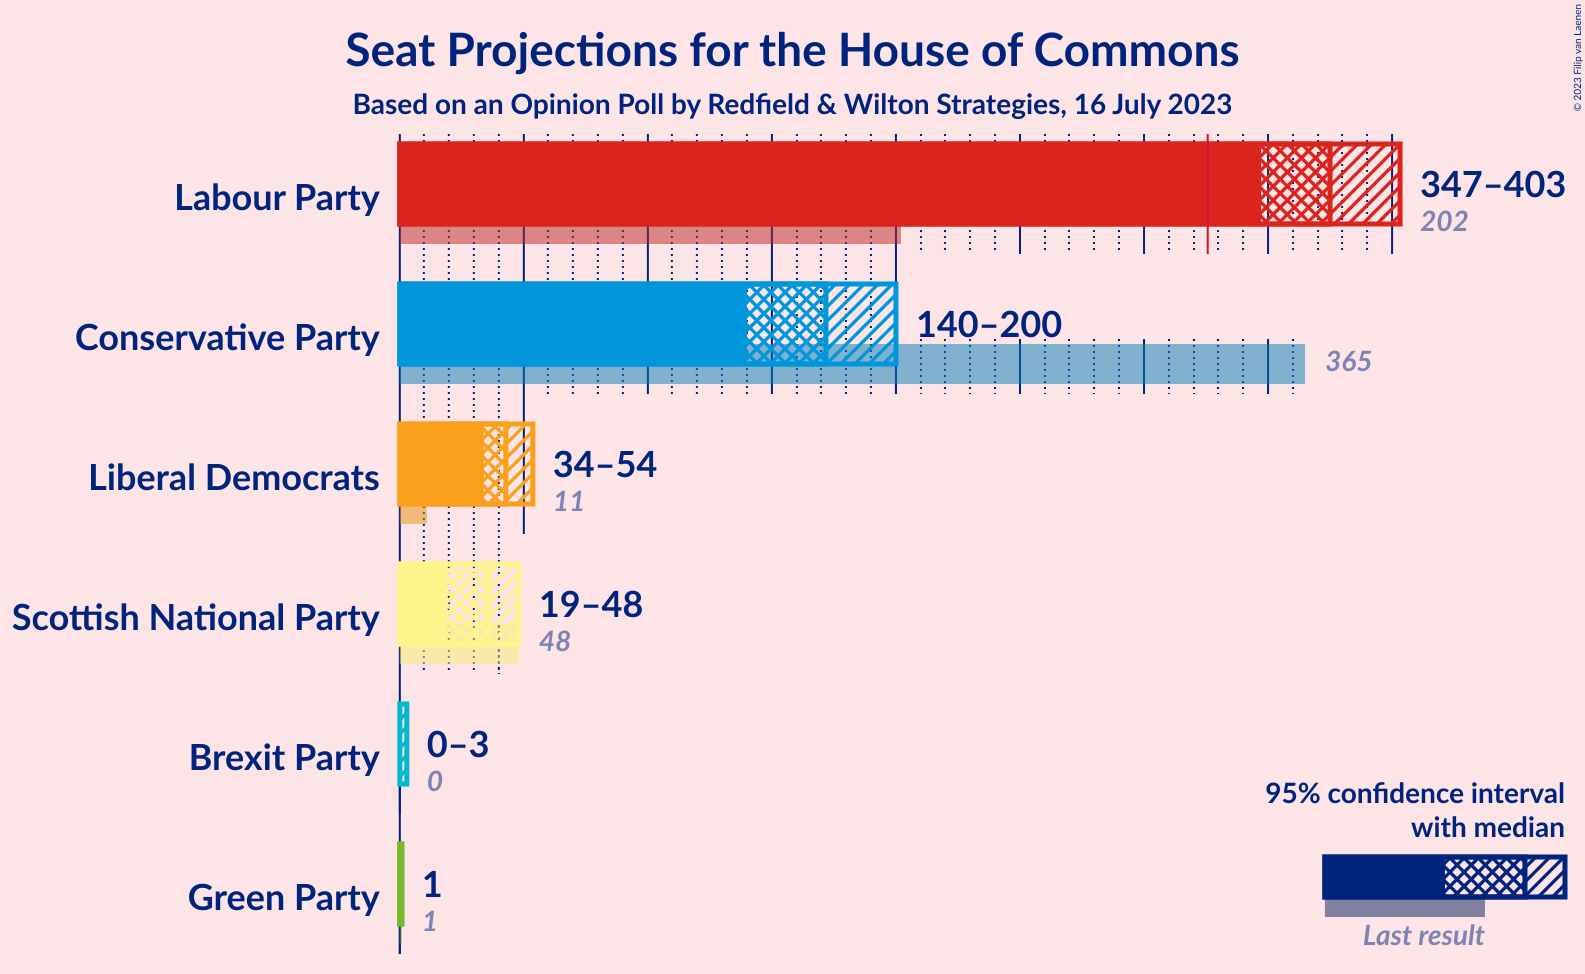 Seat Projections for the House of Commons
Based on an Opinion Poll by Redfield & Wilton Strategies, 16 July 2023
© 2023 Filip van Laenen
Labour Party
347–403
202
Conservative Party
140–200
365
Liberal Democrats
34–54
11
Scottish National Party
19–48
48
Brexit Party
0–3
0
Green Party
1
1
95% confidence interval
with median
Last result